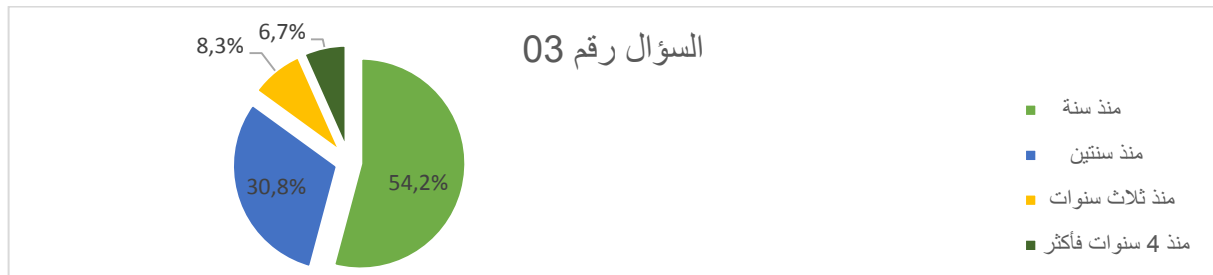 السؤال رقم 03
6,7%
8,3%
30,8%
54,2%
منذ سنة
منذ سنتين
منذ ثلاث سنوات
منذ 4 سنوات فأكثر